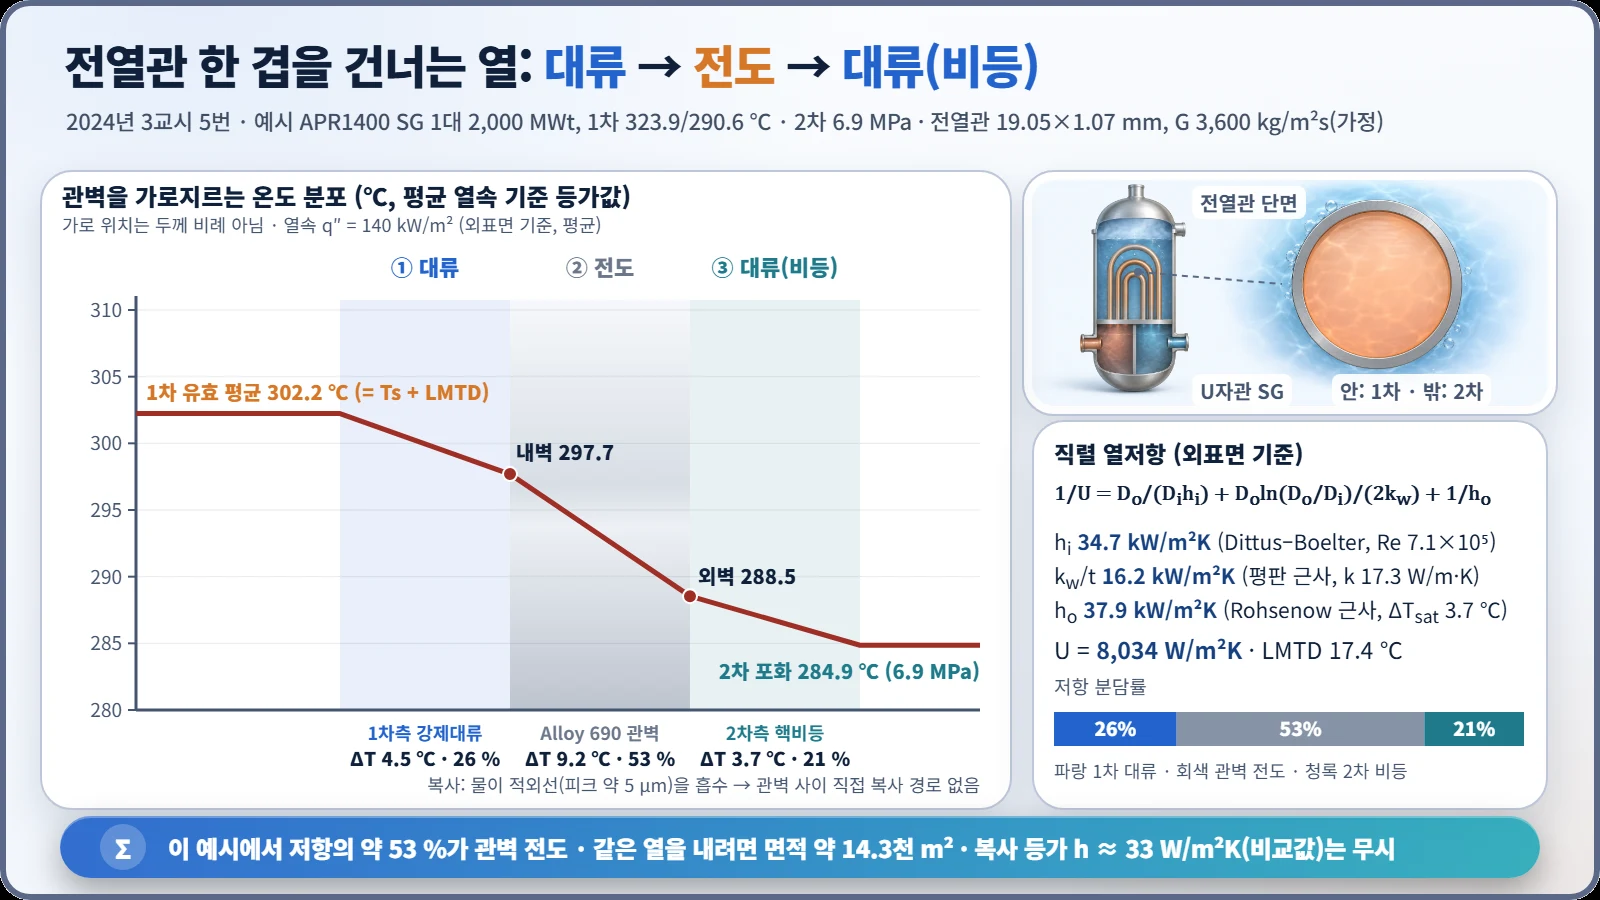 전열관 한 겹을 건너는 열: 대류 → 전도 → 대류(비등)
2024년 3교시 5번 · 예시 APR1400 SG 1대 2,000 MWt, 1차 323.9/290.6 ℃ · 2차 6.9 MPa · 전열관 19.05×1.07 mm, G 3,600 kg/m²s(가정)
관벽을 가로지르는 온도 분포 (℃, 평균 열속 기준 등가값)
가로 위치는 두께 비례 아님 · 열속 q″ = 140 kW/m² (외표면 기준, 평균)
① 대류
② 전도
③ 대류(비등)
310
305
300
295
290
285
280
1차 유효 평균 302.2 ℃ (= Ts + LMTD)
내벽 297.7
외벽 288.5
2차 포화 284.9 ℃ (6.9 MPa)
1차측 강제대류
ΔT 4.5 ℃ · 26 %
Alloy 690 관벽
ΔT 9.2 ℃ · 53 %
2차측 핵비등
ΔT 3.7 ℃ · 21 %
복사: 물이 적외선(피크 약 5 μm)을 흡수 → 관벽 사이 직접 복사 경로 없음
전열관 단면
U자관 SG
안: 1차 · 밖: 2차
직렬 열저항 (외표면 기준)
1/U = Do/(Dihi) + Doln(Do/Di)/(2kw) + 1/ho
hi 34.7 kW/m²K (Dittus–Boelter, Re 7.1×10⁵)
kw/t 16.2 kW/m²K (평판 근사, k 17.3 W/m·K)
ho 37.9 kW/m²K (Rohsenow 근사, ΔTsat 3.7 ℃)
U = 8,034 W/m²K · LMTD 17.4 ℃
저항 분담률
26%
53%
21%
파랑 1차 대류 · 회색 관벽 전도 · 청록 2차 비등
Σ 이 예시에서 저항의 약 53 %가 관벽 전도 · 같은 열을 내려면 면적 약 14.3천 m² · 복사 등가 h ≈ 33 W/m²K(비교값)는 무시